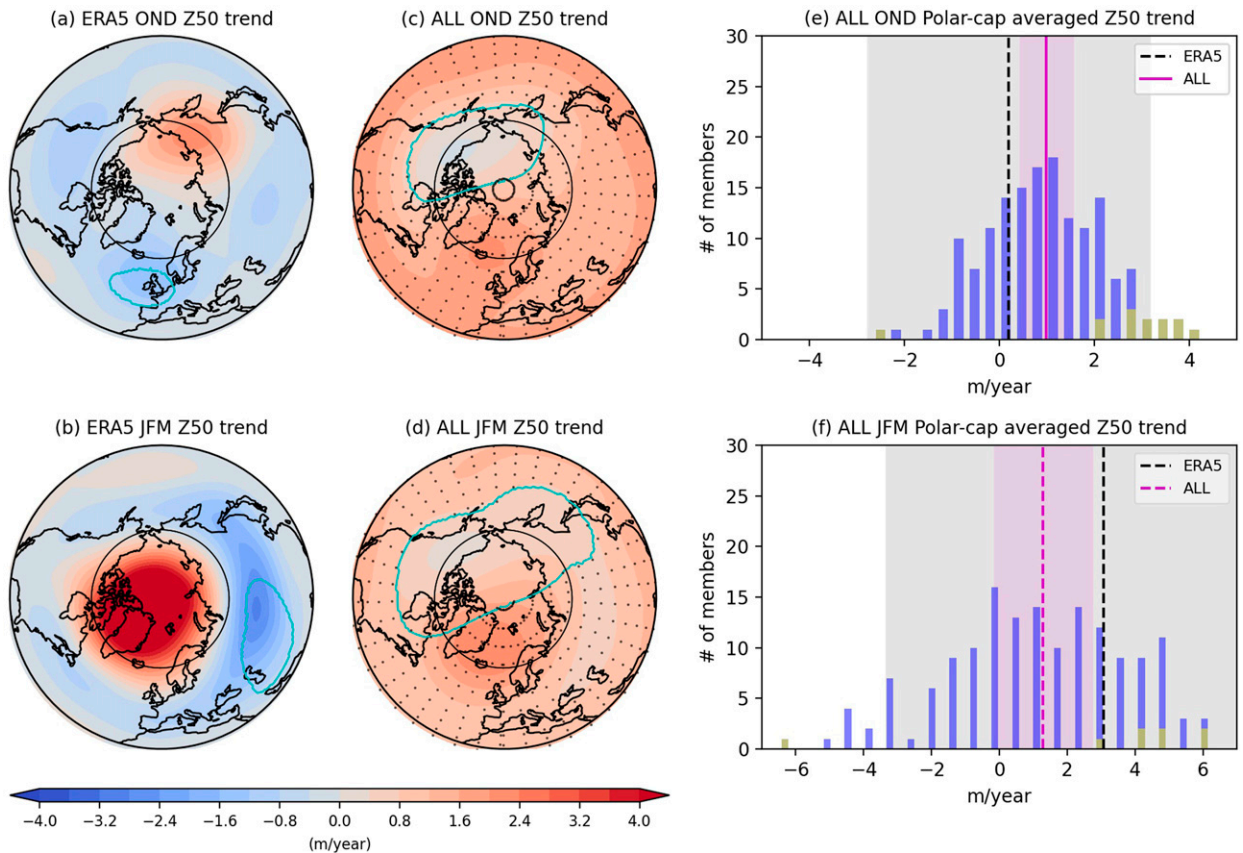 (a) ERA5 OND Z50 trend
(c) ALL OND Z50 trend
(e) ALL OND Polar-cap averaged Z50 trend
30
25
20
15
10
5
0
# of members
ERA5
ALL
−4 −2 0 2 4
m/year
(b) ERA5 JFM Z50 trend
(d) ALL JFM Z50 trend
(f) ALL JFM Polar-cap averaged Z50 trend
30
25
20
15
10
5
0
# of members
ERA5
ALL
−6 −4 −2 0 2 4 6
m/year
−4.0 −3.2 −2.4 −1.6 −0.8 0.0 0.8 1.6 2.4 3.2 4.0
(m/year)